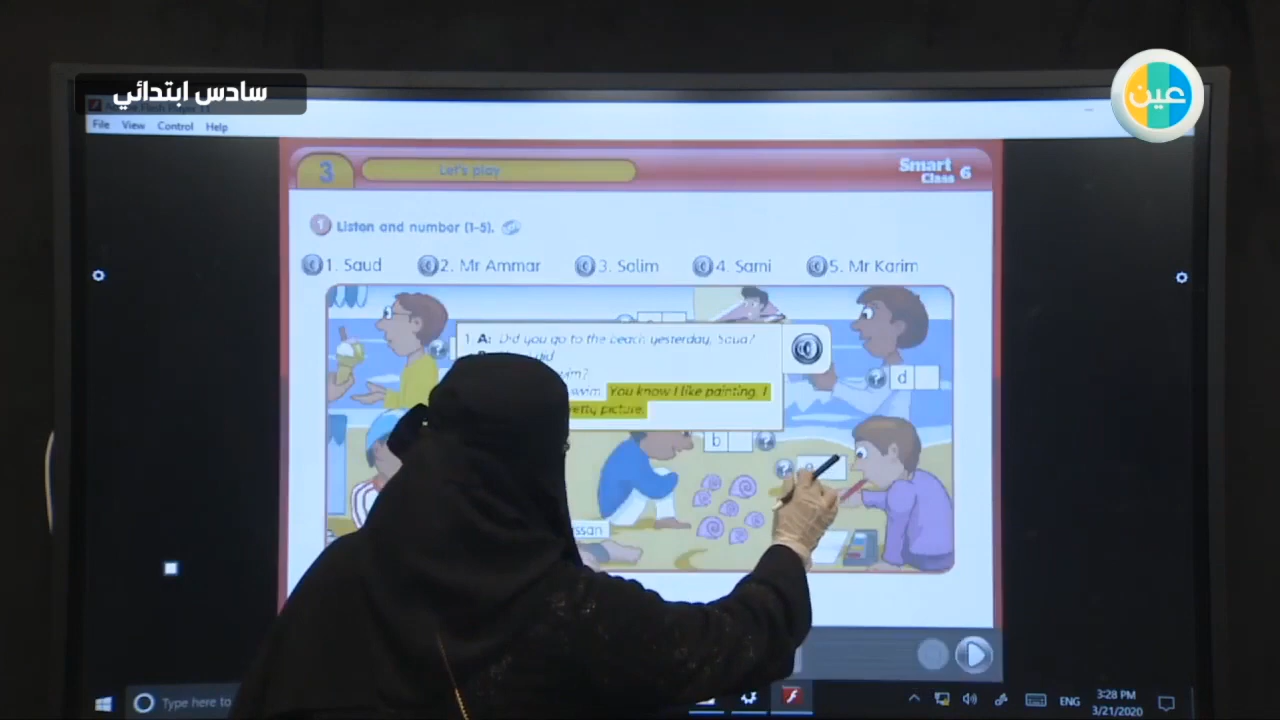 سادس ابتدائي
عين
File View Control Help
3
Let's play
Smart
Class 6
1 Listen and number (1-5).
1. Saud 2. Mr Ammar 3. Salim 4. Sami 5. Mr Karim
1 A: Did you go to the beach yesterday, Saud?
swim. You know I like painting. I
picture.
d
b
Type here to
ENG
3:28 PM
3/21/2020